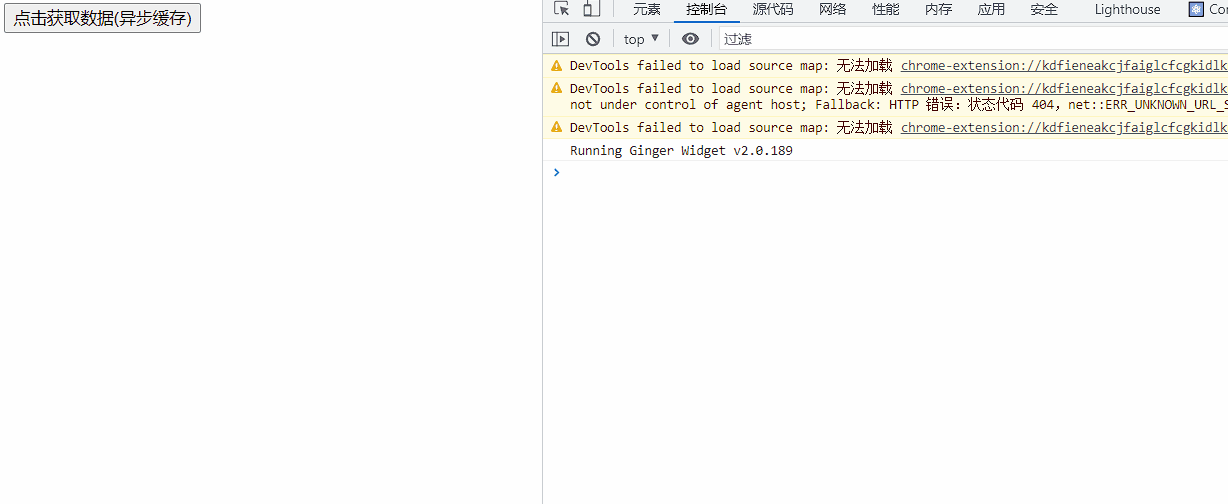 点击获取数据(异步缓存)
元素 控制台 源代码 网络 性能 内存 应用 安全 Lighthouse
top ▼ 过滤
DevTools failed to load source map: 无法加载 chrome-extension://kdfieneakcjfaiglcfcgkidlk
DevTools failed to load source map: 无法加载 chrome-extension://kdfieneakcjfaiglcfcgkidlk
not under control of agent host; Fallback: HTTP 错误：状态代码 404，net::ERR_UNKNOWN_URL_S
DevTools failed to load source map: 无法加载 chrome-extension://kdfieneakcjfaiglcfcgkidlk
Running Ginger Widget v2.0.189
>